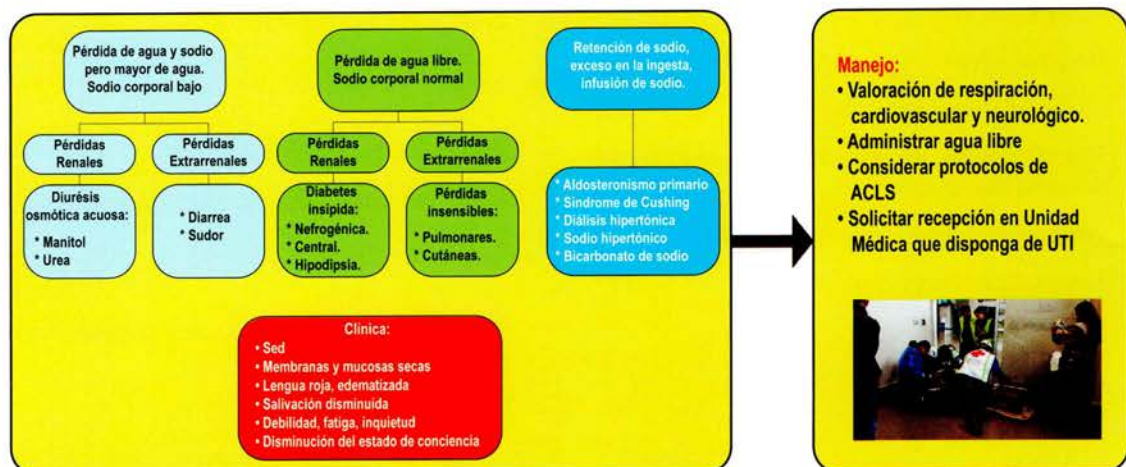 Pérdida de agua y sodio
pero mayor de agua.
Sodio corporal bajo
Pérdidas
Renales
Pérdidas
Extrarrenales
Diurésis
osmótica acuosa:
* Manitol
* Urea
* Diarrea
* Sudor
Pérdida de agua libre.
Sodio corporal normal
Pérdidas
Renales
Pérdidas
Extrarrenales
Diabetes
insípida:
* Nefrogénica.
* Central.
* Hipodipsia.
Pérdidas
insensibles:
* Pulmonares.
* Cutáneas.
Retención de sodio,
exceso en la ingesta,
infusión de sodio.
* Aldosteronismo primario
* Síndrome de Cushing
* Diálisis hipertónica
* Sodio hipertónico
* Bicarbonato de sodio
Clínica:
• Sed
• Membranas y mucosas secas
• Lengua roja, edematizada
• Salivación disminuida
• Debilidad, fatiga, inquietud
• Disminución del estado de conciencia
Manejo:
• Valoración de respiración,
cardiovascular y neurológico.
• Administrar agua libre
• Considerar protocolos de
ACLS
• Solicitar recepción en Unidad
Médica que disponga de UTI